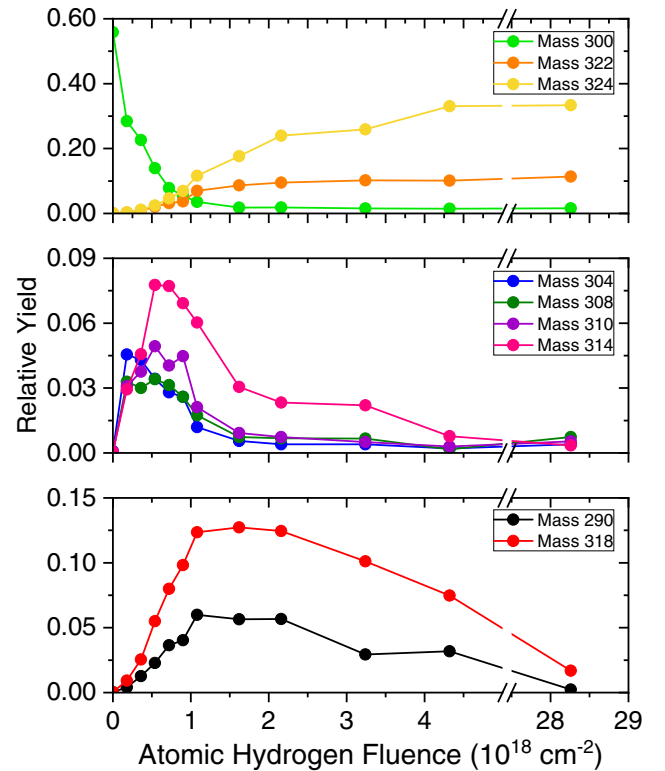 0.60
0.40
0.20
0.00
Mass 300
Mass 322
Mass 324
0.09
0.06
0.03
0.00
Mass 304
Mass 308
Mass 310
Mass 314
Relative Yield
0.15
0.10
0.05
0.00
Mass 290
Mass 318
0 1 2 3 4 28 29
Atomic Hydrogen Fluence (10¹⁸ cm⁻²)